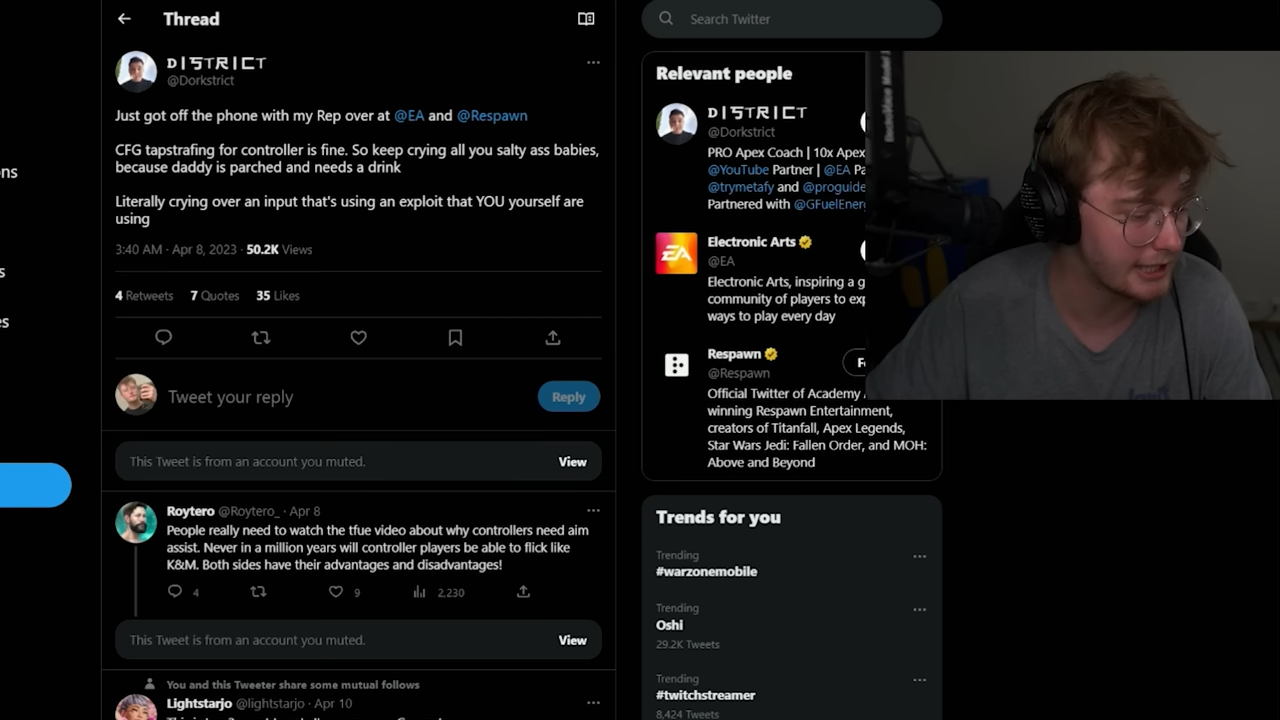 Thread
Search Twitter
DISTRICT
@Dorkstrict
Just got off the phone with my Rep over at @EA and @Respawn
CFG tapstrafing for controller is fine. So keep crying all you salty ass babies,
because daddy is parched and needs a drink
Literally crying over an input that's using an exploit that YOU yourself are
using
3:40 AM · Apr 8, 2023 · 50.2K Views
4 Retweets 7 Quotes 35 Likes
Tweet your reply
Reply
This Tweet is from an account you muted.
View
Roytero @Roytero_ · Apr 8
People really need to watch the tfue video about why controllers need aim
assist. Never in a million years will controller players be able to flick like
K&M. Both sides have their advantages and disadvantages!
4 9 2,230
This Tweet is from an account you muted.
View
You and this Tweeter share some mutual follows
Lightstarjo @lightstarjo · Apr 10
Relevant people
DISTRICT
@Dorkstrict
PRO Apex Coach | 10x Apex
@YouTube Partner | @EA Pa
@trymetafy and @proguide
Partnered with @GFuelEner
Electronic Arts
@EA
Electronic Arts, inspiring a g
community of players to exp
ways to play every day
Respawn
@Respawn
F
Official Twitter of Academy
winning Respawn Entertainment,
creators of Titanfall, Apex Legends,
Star Wars Jedi: Fallen Order, and MOH:
Above and Beyond
Trends for you
Trending
#warzonemobile
Trending
Oshi
29.2K Tweets
Trending
#twitchstreamer
8,424 Tweets
ns
s
es